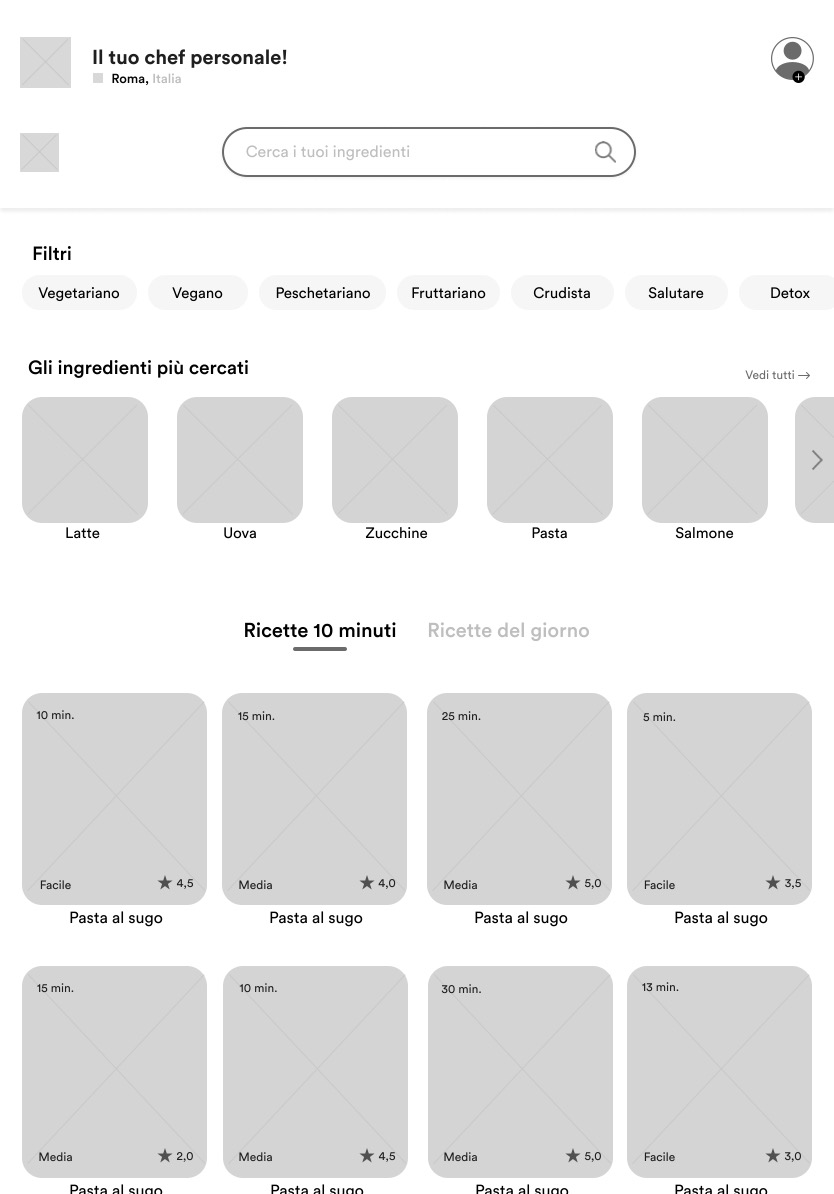 Il tuo chef personale!
Roma, Italia
Cerca i tuoi ingredienti
Filtri
Vegetariano Vegano Peschetariano Fruttariano Crudista Salutare Detox
Gli ingredienti più cercati
Vedi tutti →
Latte Uova Zucchine Pasta Salmone
Ricette 10 minuti Ricette del giorno
10 min. 15 min. 25 min. 5 min.
Facile ★ 4,5 Media ★ 4,0 Media ★ 5,0 Facile ★ 3,5
Pasta al sugo Pasta al sugo Pasta al sugo Pasta al sugo
15 min. 10 min. 30 min. 13 min.
Media ★ 2,0 Media ★ 4,5 Media ★ 5,0 Facile ★ 3,0
Pasta al sugo Pasta al sugo Pasta al sugo Pasta al sugo